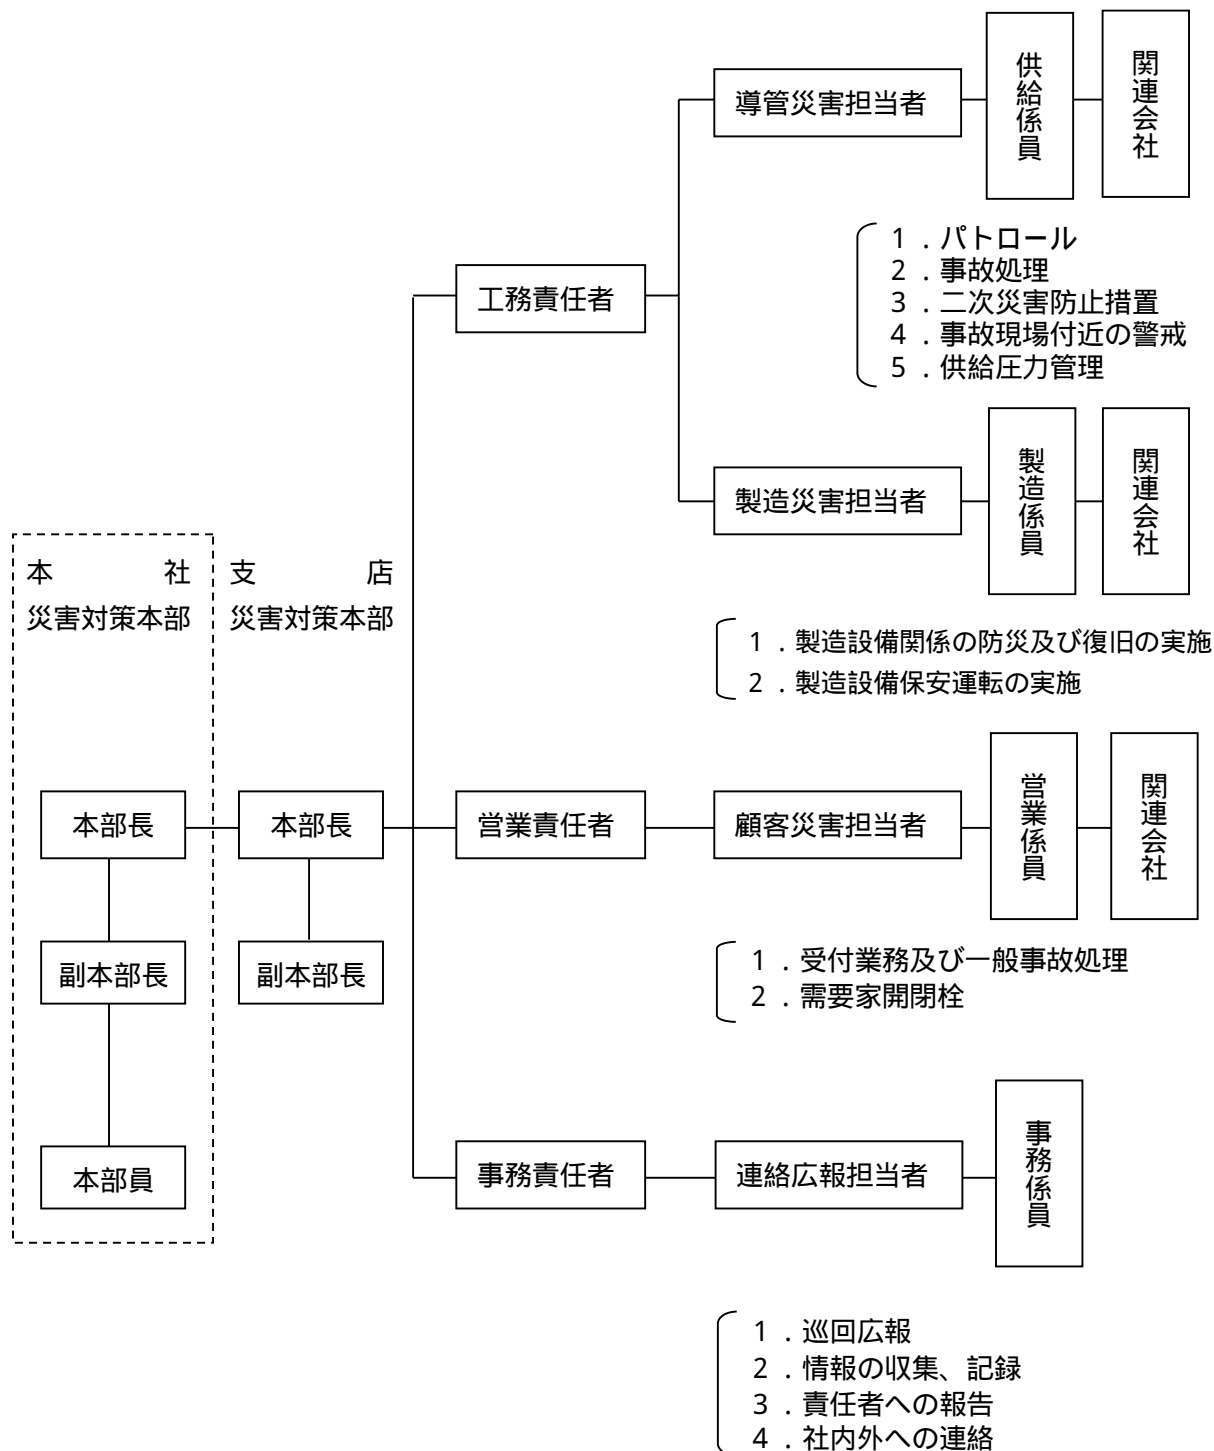 供給係員
関連会社
導管災害担当者
1．パトロール
2．事故処理
3．二次災害防止措置
4．事故現場付近の警戒
5．供給圧力管理
工務責任者
製造係員
関連会社
製造災害担当者
本　社
災害対策本部
支　店
災害対策本部
1．製造設備関係の防災及び復旧の実施
2．製造設備保安運転の実施
本部長
本部長
営業責任者
顧客災害担当者
営業係員
関連会社
副本部長
副本部長
1．受付業務及び一般事故処理
2．需要家開閉栓
本部員
事務責任者
連絡広報担当者
事務係員
1．巡回広報
2．情報の収集、記録
3．責任者への報告
4．社内外への連絡